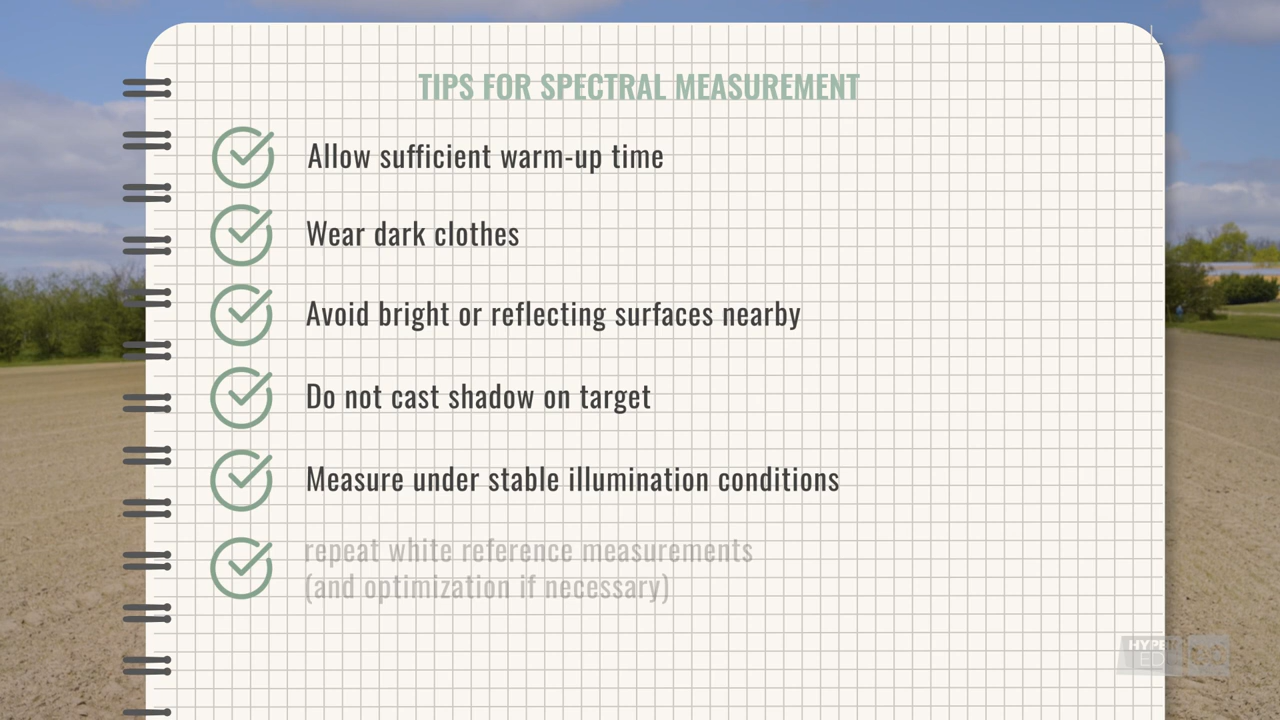 TIPS FOR SPECTRAL MEASUREMENT
Allow sufficient warm-up time
Wear dark clothes
Avoid bright or reflecting surfaces nearby
Do not cast shadow on target
Measure under stable illumination conditions
repeat white reference measurements
(and optimization if necessary)